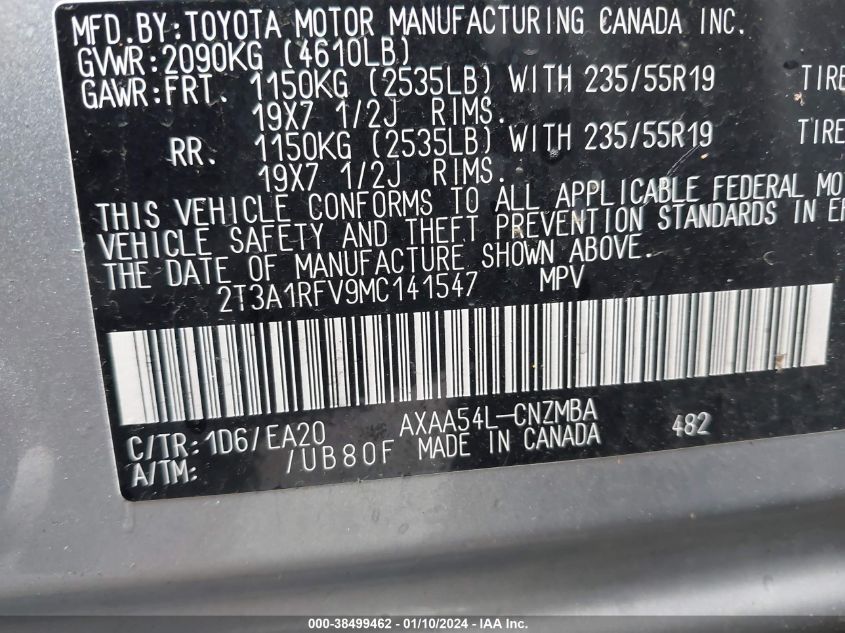 MFD.BY:TOYOTA MOTOR MANUFACTURING CANADA INC.
GVWR:2090KG (4610LB)
GAWR:FRT. 1150KG (2535LB) WITH 235/55R19 TIRE
19X7 1/2J RIMS.
RR. 1150KG (2535LB) WITH 235/55R19 TIRE
19X7 1/2J RIMS.
THIS VEHICLE CONFORMS TO ALL APPLICABLE FEDERAL MO
VEHICLE SAFETY AND THEFT PREVENTION STANDARDS IN EF
THE DATE OF MANUFACTURE SHOWN ABOVE.
2T3A1RFV9MC141547 MPV
C/TR:1D6/EA20 AXAA54L-CNZMBA 482
A/TM: /UB80F MADE IN CANADA
000-38499462 - 01/10/2024 - IAA Inc.